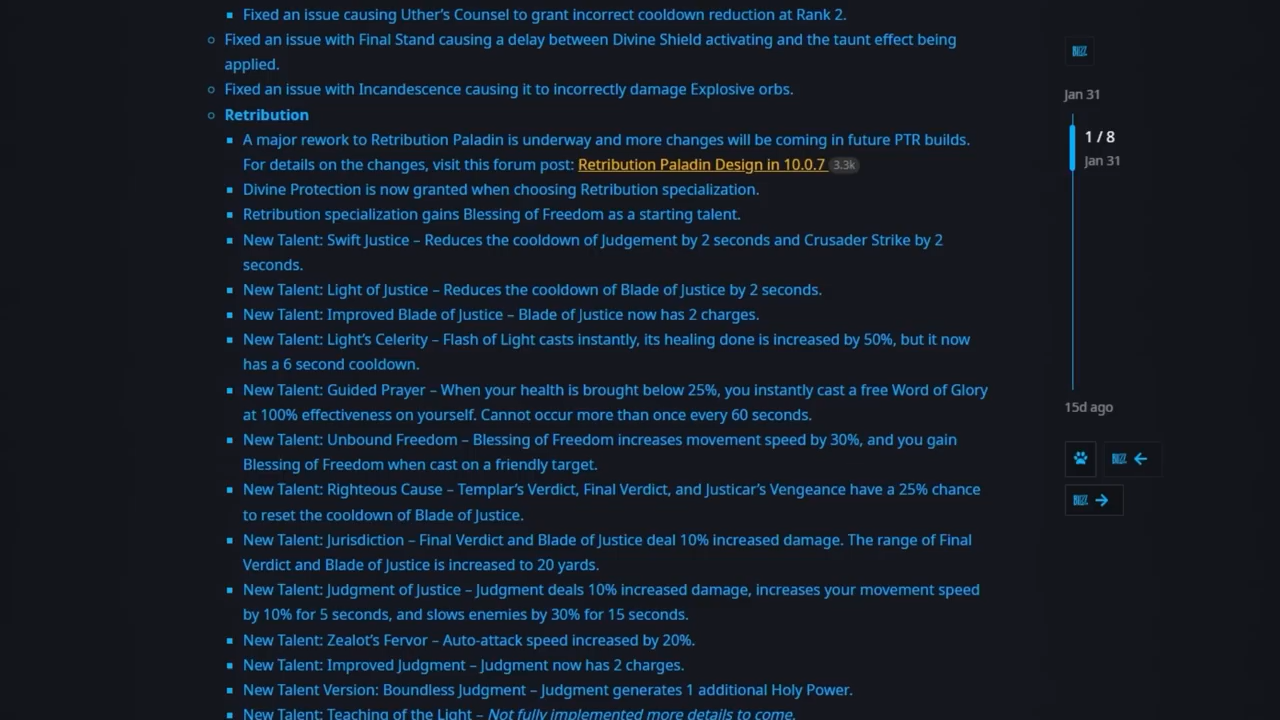 Fixed an issue causing Uther's Counsel to grant incorrect cooldown reduction at Rank 2.
Fixed an issue with Final Stand causing a delay between Divine Shield activating and the taunt effect being
applied.
Fixed an issue with Incandescence causing it to incorrectly damage Explosive orbs.
Retribution
A major rework to Retribution Paladin is underway and more changes will be coming in future PTR builds.
For details on the changes, visit this forum post: Retribution Paladin Design in 10.0.7 3.3k
Divine Protection is now granted when choosing Retribution specialization.
Retribution specialization gains Blessing of Freedom as a starting talent.
New Talent: Swift Justice – Reduces the cooldown of Judgement by 2 seconds and Crusader Strike by 2
seconds.
New Talent: Light of Justice – Reduces the cooldown of Blade of Justice by 2 seconds.
New Talent: Improved Blade of Justice – Blade of Justice now has 2 charges.
New Talent: Light's Celerity – Flash of Light casts instantly, its healing done is increased by 50%, but it now
has a 6 second cooldown.
New Talent: Guided Prayer – When your health is brought below 25%, you instantly cast a free Word of Glory
at 100% effectiveness on yourself. Cannot occur more than once every 60 seconds.
New Talent: Unbound Freedom – Blessing of Freedom increases movement speed by 30%, and you gain
Blessing of Freedom when cast on a friendly target.
New Talent: Righteous Cause – Templar's Verdict, Final Verdict, and Justicar's Vengeance have a 25% chance
to reset the cooldown of Blade of Justice.
New Talent: Jurisdiction – Final Verdict and Blade of Justice deal 10% increased damage. The range of Final
Verdict and Blade of Justice is increased to 20 yards.
New Talent: Judgment of Justice – Judgment deals 10% increased damage, increases your movement speed
by 10% for 5 seconds, and slows enemies by 30% for 15 seconds.
New Talent: Zealot's Fervor – Auto-attack speed increased by 20%.
New Talent: Improved Judgment – Judgment now has 2 charges.
New Talent Version: Boundless Judgment – Judgment generates 1 additional Holy Power.
New Talent: Teaching of the Light – Not fully implemented more details to come.
BLIZZ
Jan 31
1 / 8
Jan 31
15d ago
BLIZZ
BLIZZ